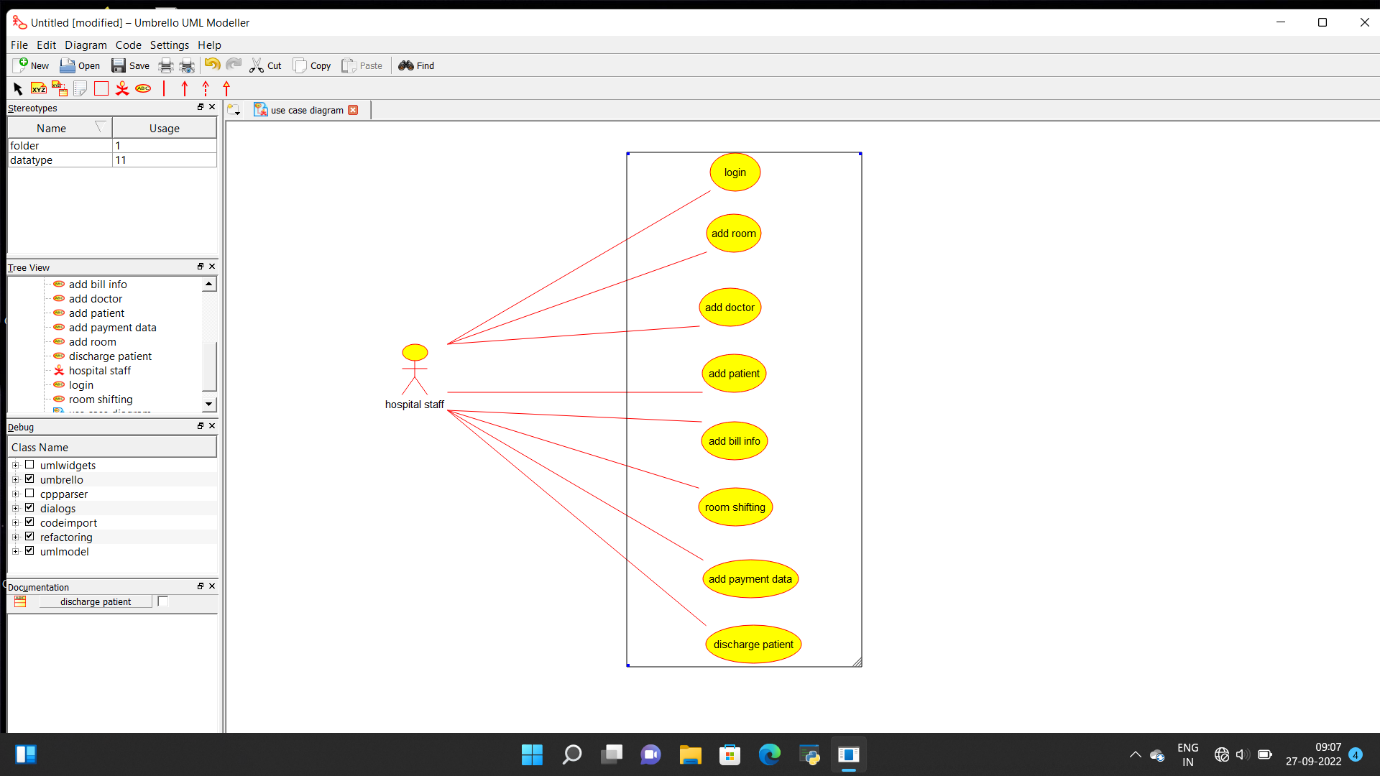 Untitled [modified] – Umbrello UML Modeller
File Edit Diagram Code Settings Help
New Open Save Cut Copy Paste Find
XYZ ABC
Stereotypes
use case diagram
Name Usage
folder 1
datatype 11
Tree View
add bill info
add doctor
add patient
add payment data
add room
discharge patient
hospital staff
login
room shifting
Debug
Class Name
umlwidgets
umbrello
cppparser
dialogs
codeimport
refactoring
umlmodel
Documentation
discharge patient
login
add room
add doctor
add patient
hospital staff
add bill info
room shifting
add payment data
discharge patient
ENG
IN
09:07
27-09-2022
4